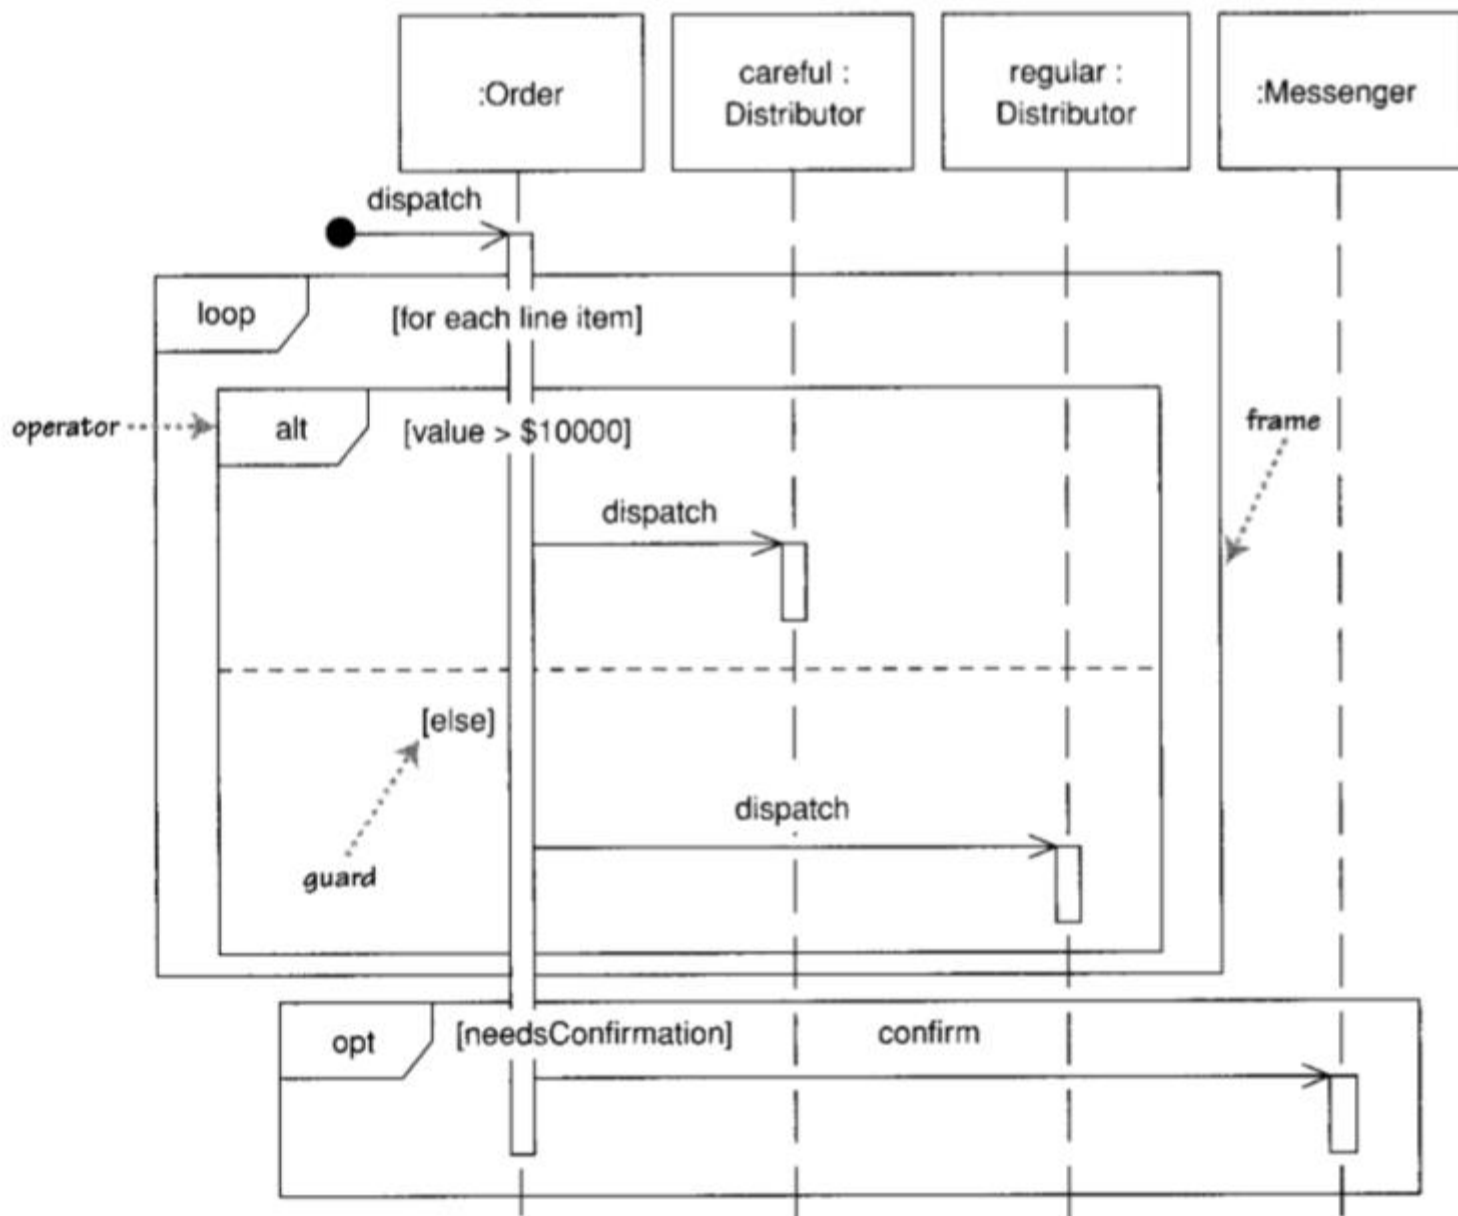 :Order
careful :
Distributor
regular :
Distributor
:Messenger
dispatch
loop
[for each line item]
operator
alt
[value > $10000]
frame
dispatch
[else]
dispatch
guard
opt
[needsConfirmation]
confirm